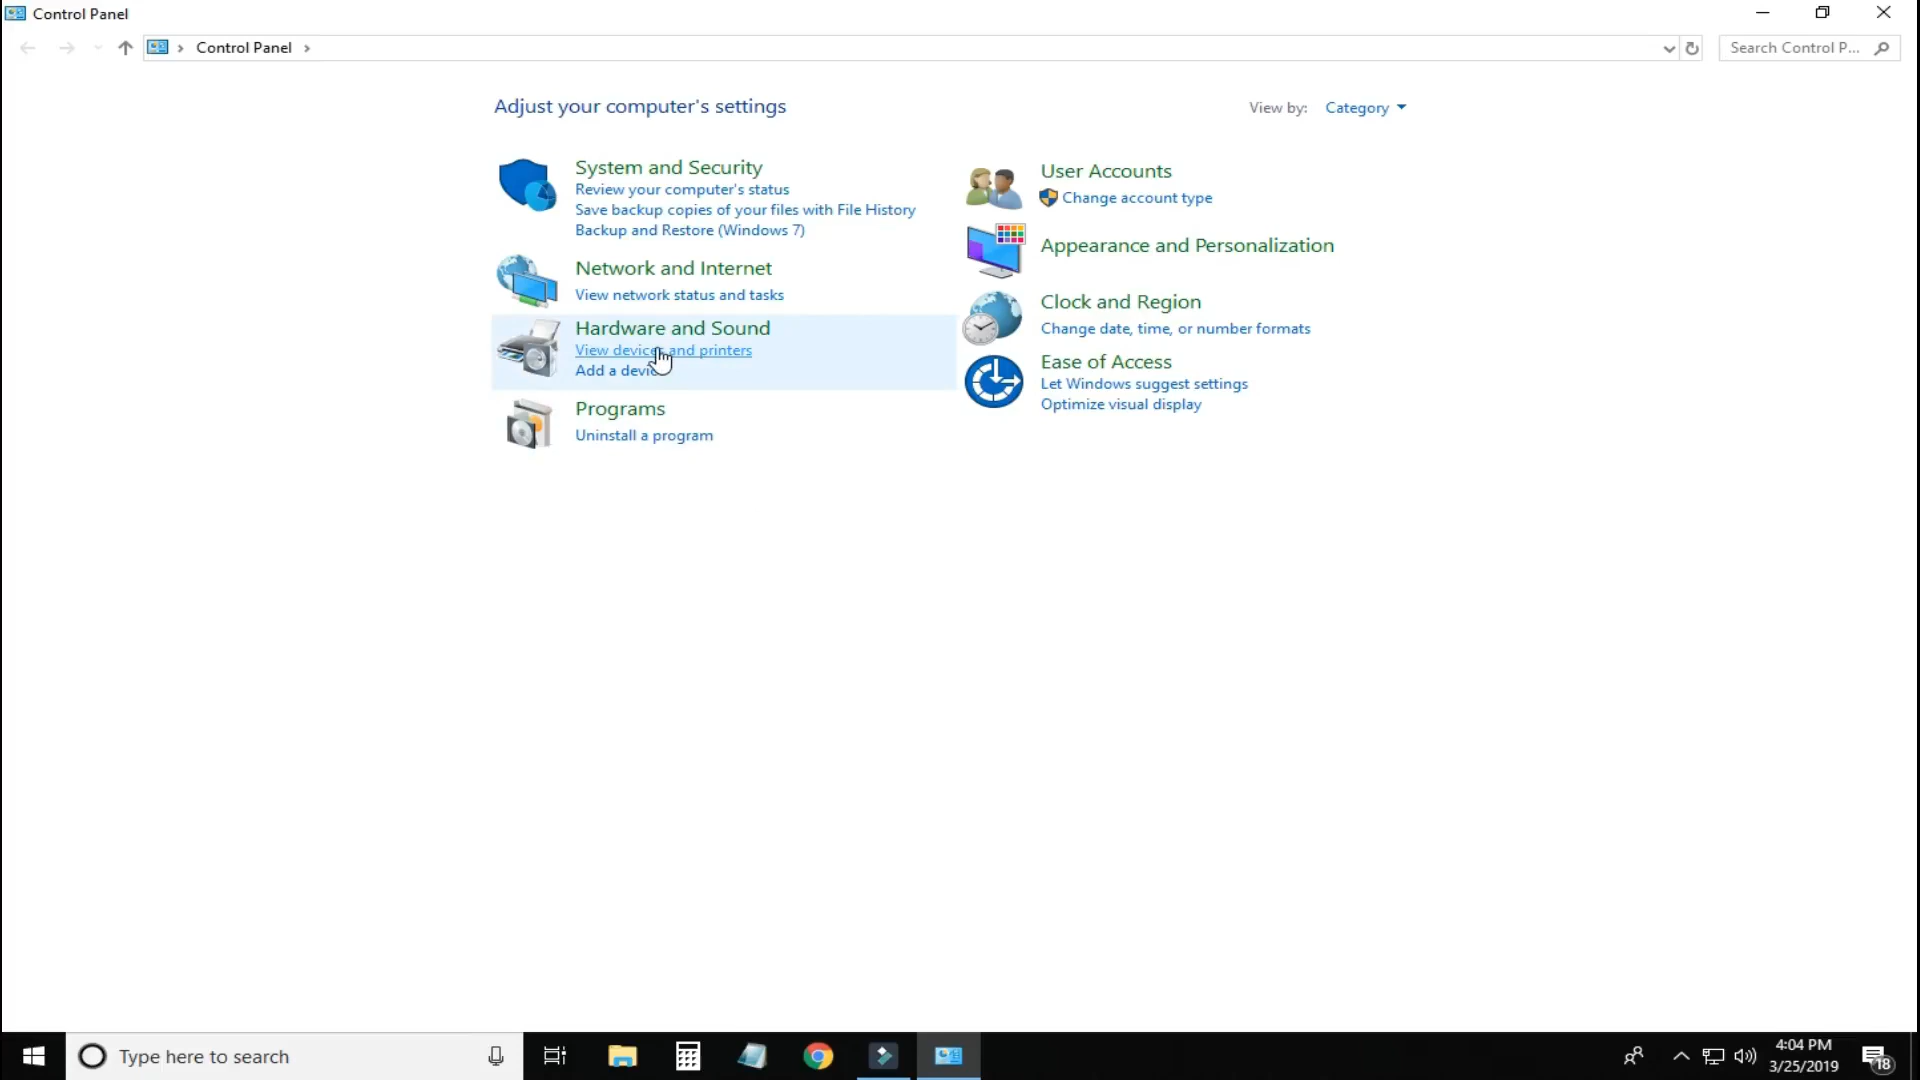 Control Panel
Control Panel
Search Control P...
Adjust your computer's settings
View by: Category
System and Security
Review your computer's status
Save backup copies of your files with File History
Backup and Restore (Windows 7)
Network and Internet
View network status and tasks
Hardware and Sound
View devices and printers
Add a devic
Programs
Uninstall a program
User Accounts
Change account type
Appearance and Personalization
Clock and Region
Change date, time, or number formats
Ease of Access
Let Windows suggest settings
Optimize visual display
Type here to search
4:04 PM
3/25/2019
18